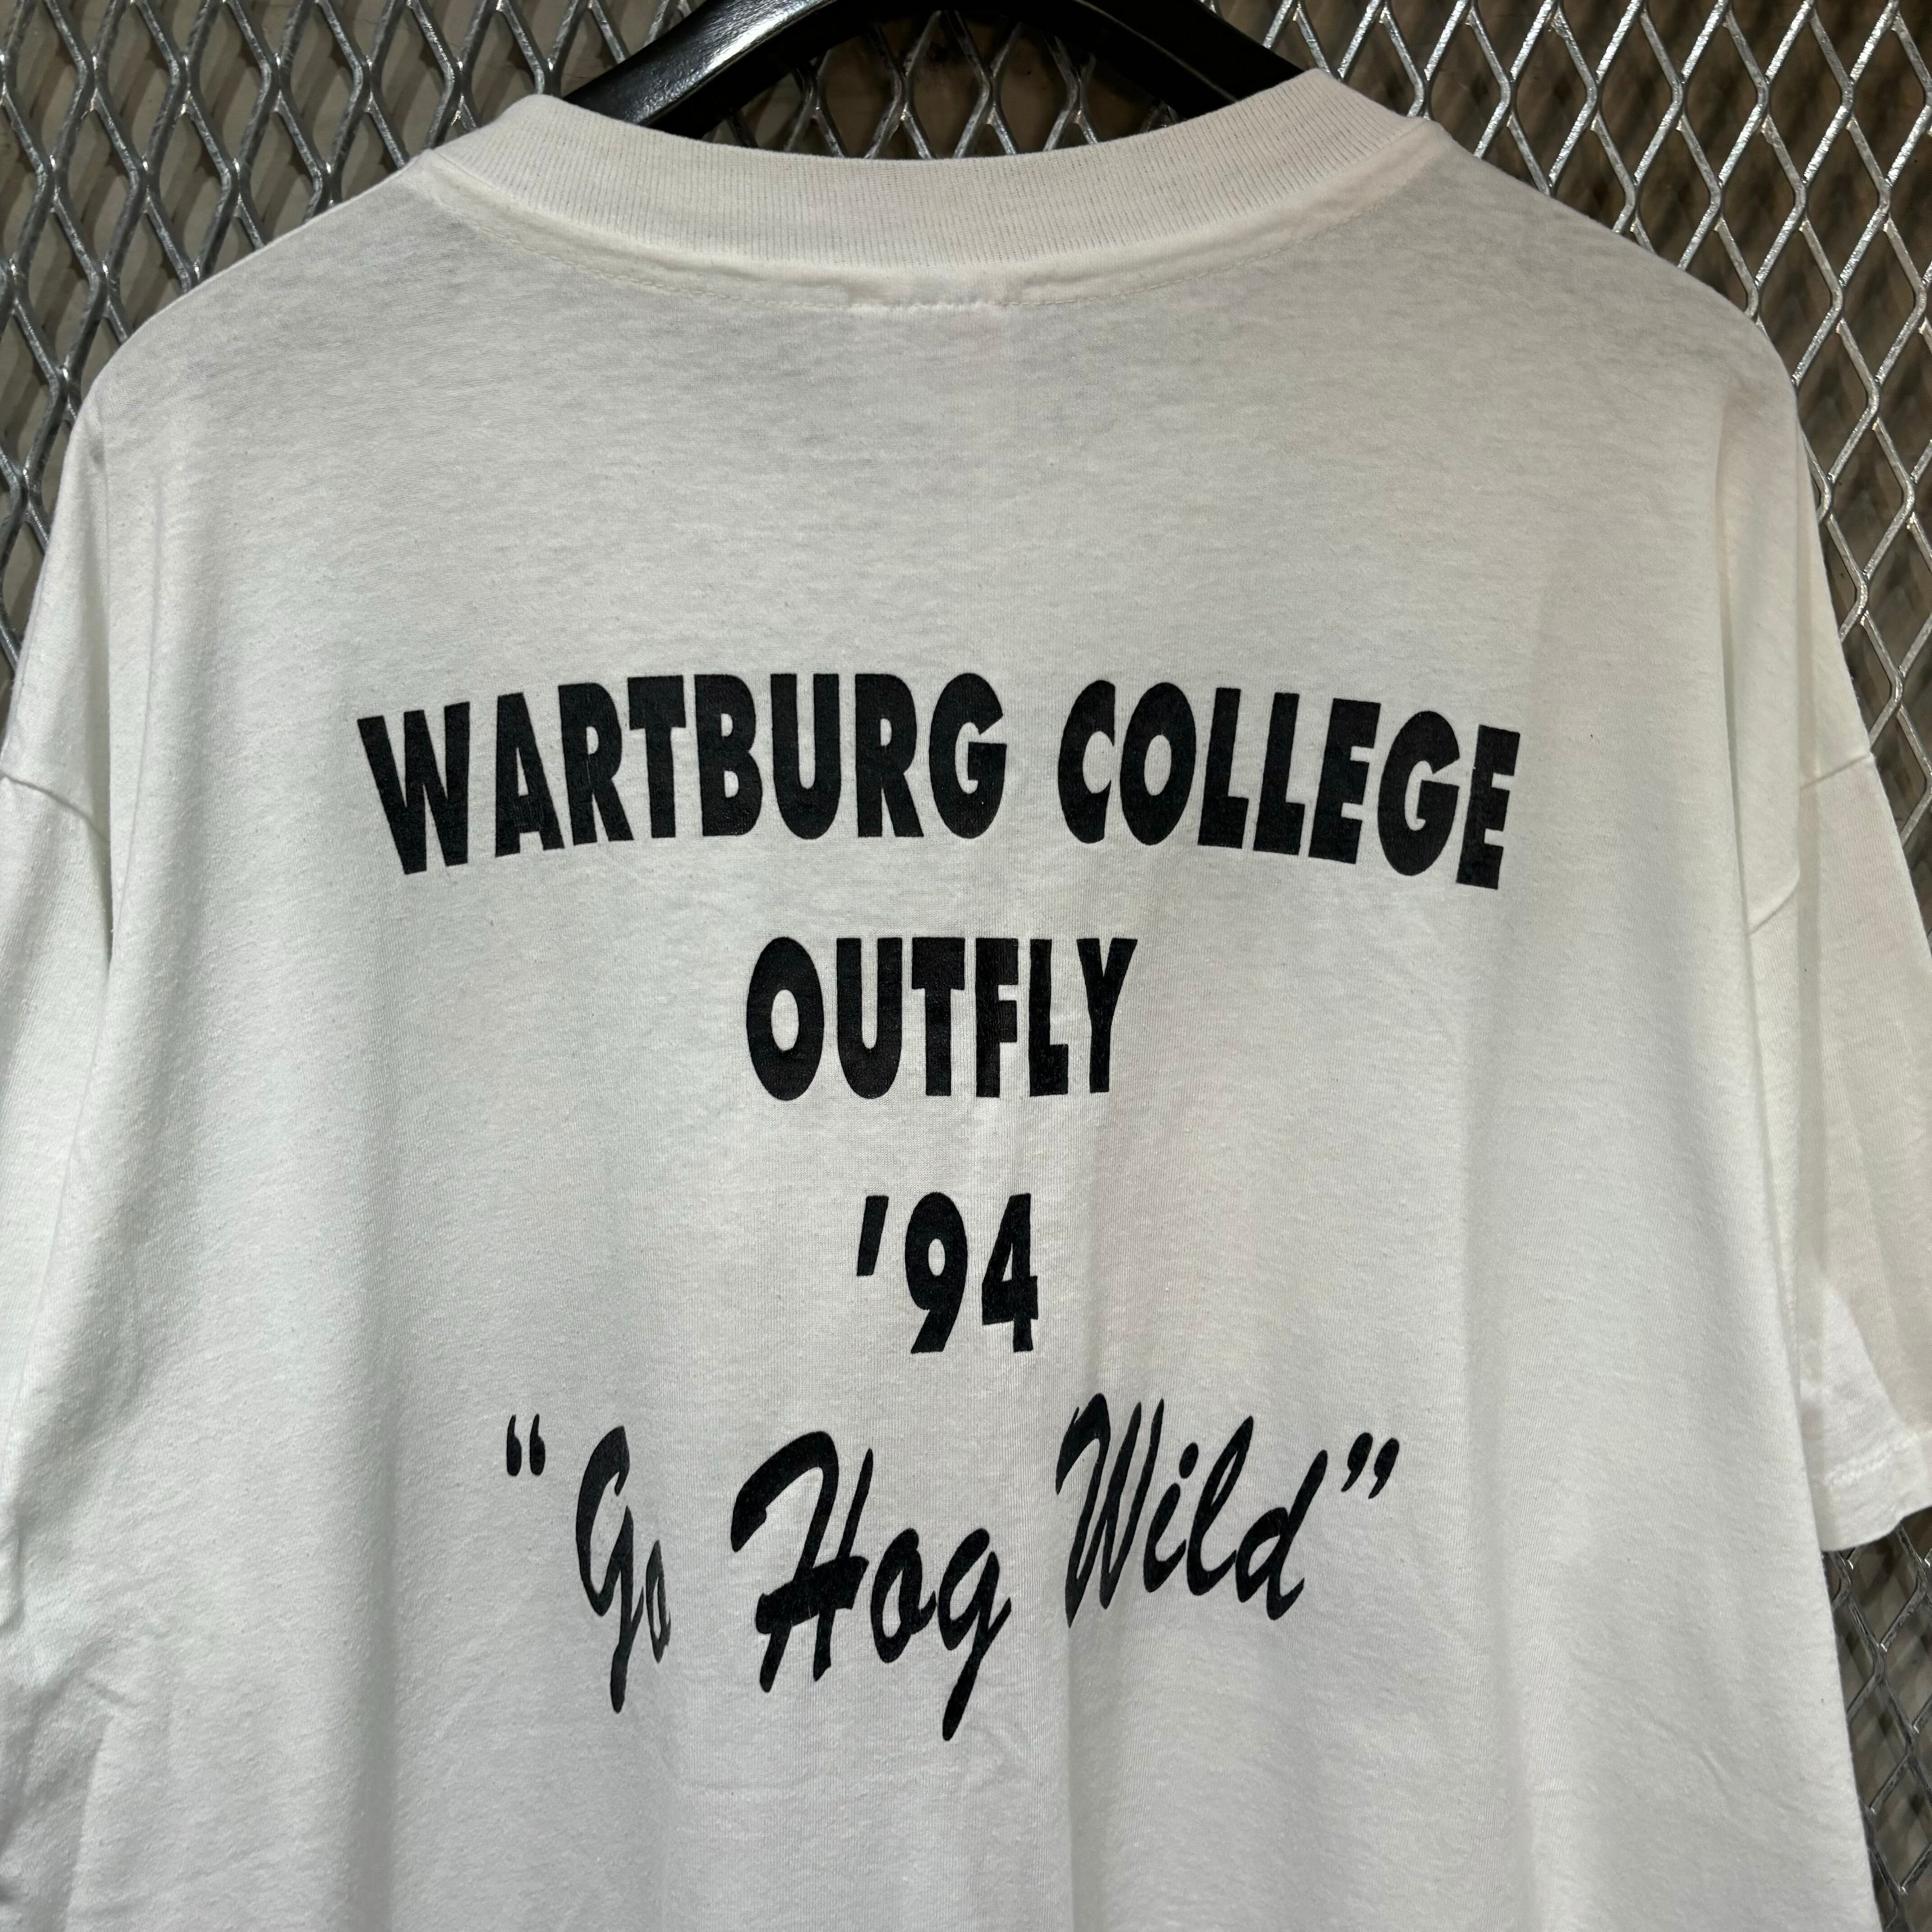 WARTBURG COLLEGE
OUTFLY
'94
“Go Hog Wild”